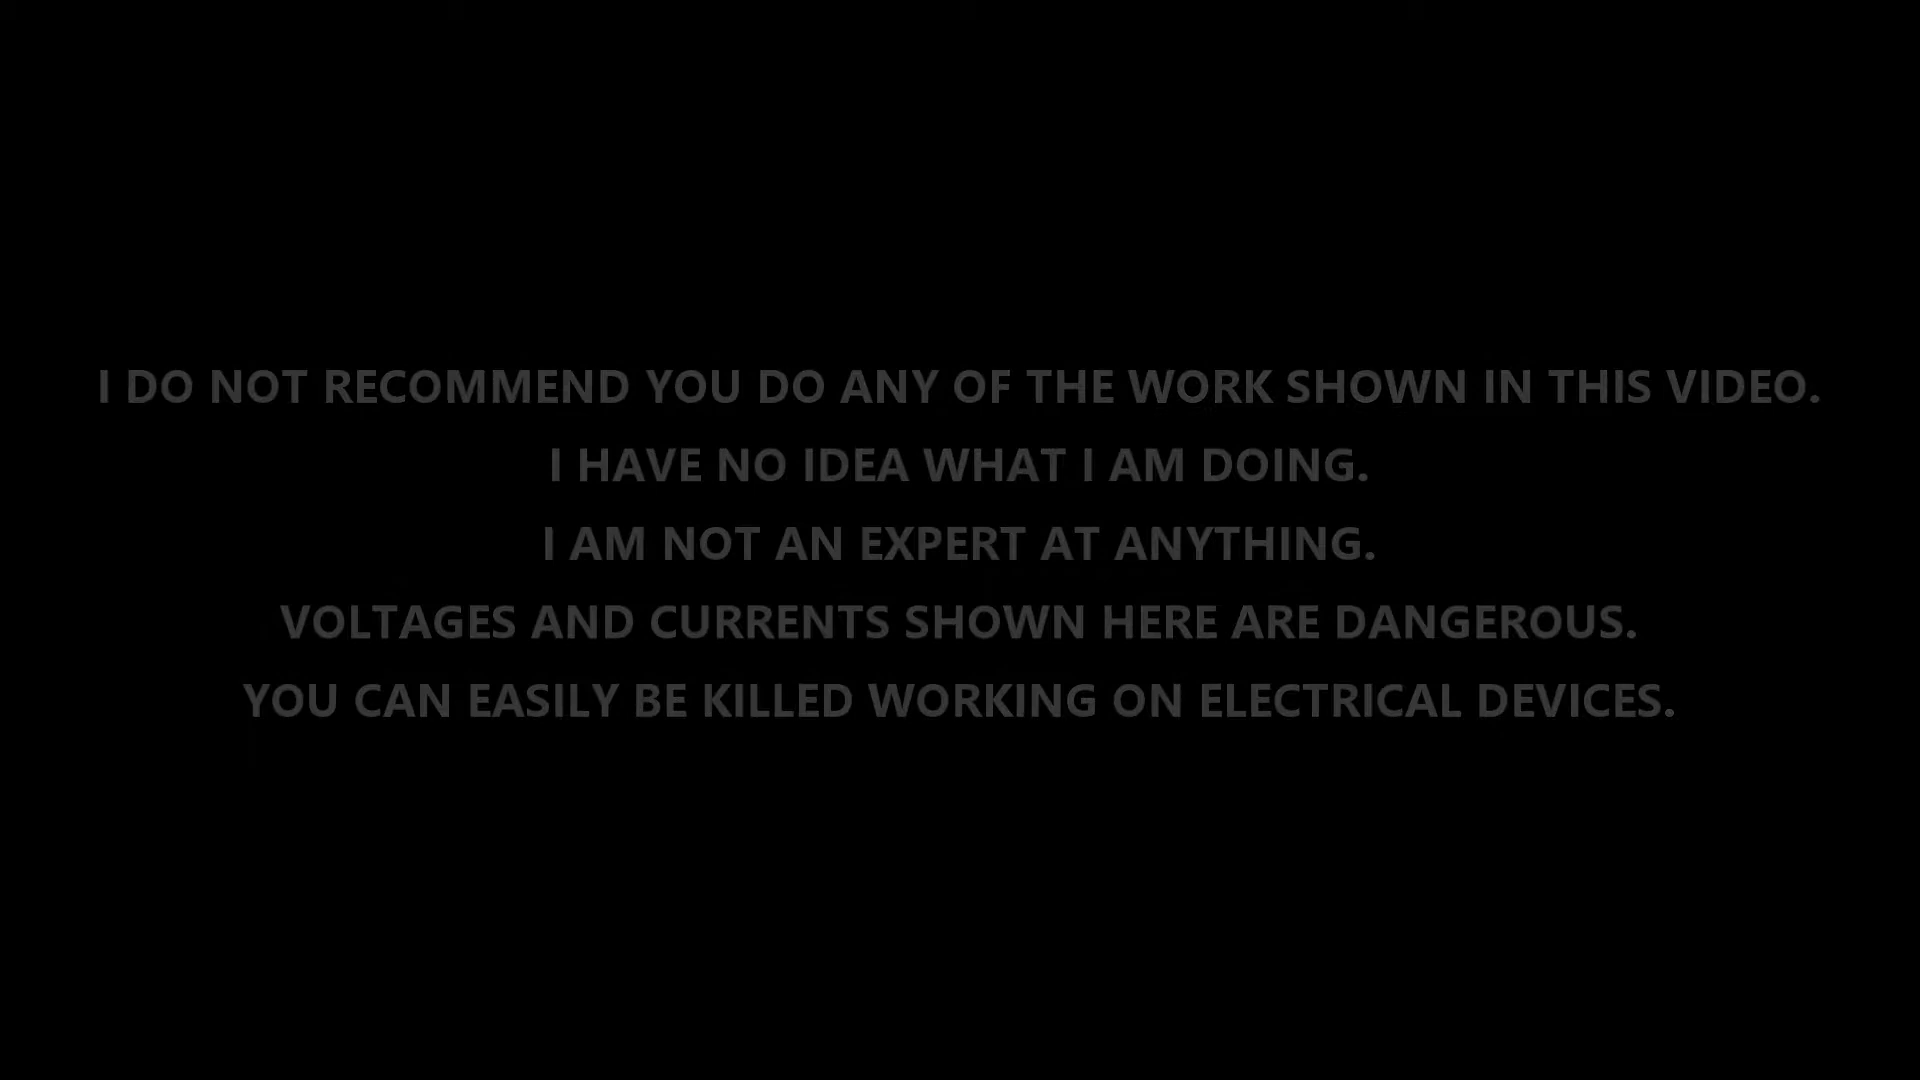 I DO NOT RECOMMEND YOU DO ANY OF THE WORK SHOWN IN THIS VIDEO.
I HAVE NO IDEA WHAT I AM DOING.
I AM NOT AN EXPERT AT ANYTHING.
VOLTAGES AND CURRENTS SHOWN HERE ARE DANGEROUS.
YOU CAN EASILY BE KILLED WORKING ON ELECTRICAL DEVICES.